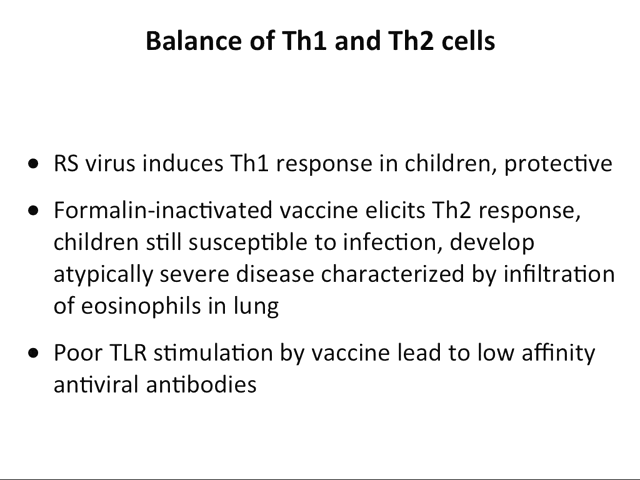 Balance of Th1 and Th2 cells
• RS virus induces Th1 response in children, protective
• Formalin-inactivated vaccine elicits Th2 response,
children still susceptible to infection, develop
atypically severe disease characterized by infiltration
of eosinophils in lung
• Poor TLR stimulation by vaccine lead to low affinity
antiviral antibodies